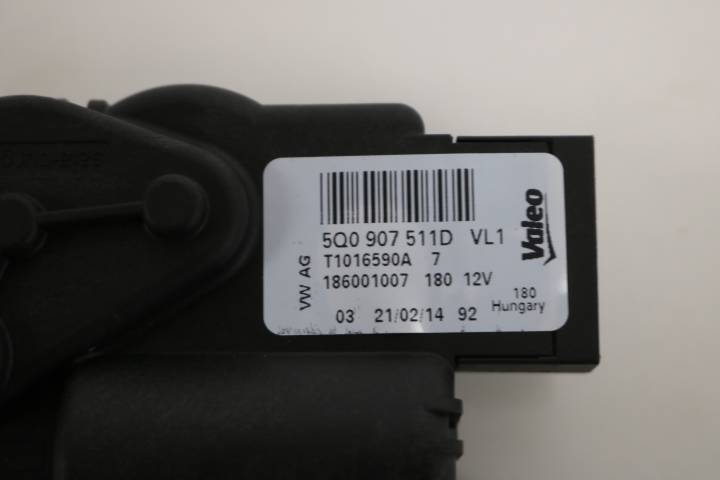 5Q0 907 511D VL1
T1016590A 7
186001007 180 12V
03 21/02/14 92
VW AG
Valeo
180
Hungary